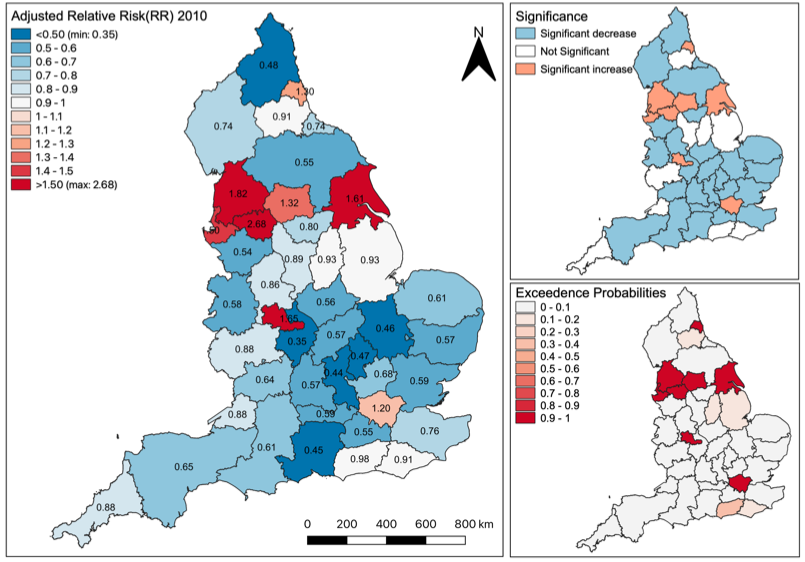 Adjusted Relative Risk(RR) 2010
<0.50 (min: 0.35)
0.5 - 0.6
0.6 - 0.7
0.7 - 0.8
0.8 - 0.9
0.9 - 1
1 - 1.1
1.1 - 1.2
1.2 - 1.3
1.3 - 1.4
1.4 - 1.5
>1.50 (max: 2.68)
N
0.48
1.30
0.91
0.74
0.74
0.55
1.82
1.32
1.61
2.68
1.50
0.80
0.54
0.89
0.93
0.93
0.86
0.58
0.56
0.61
1.65
0.46
0.35
0.57
0.57
0.88
0.47
0.44
0.68
0.64
0.57
0.59
0.88
0.59
1.20
0.55
0.76
0.61
0.45
0.98
0.91
0.65
0.88
0 200 400 600 800 km
Significance
Significant decrease
Not Significant
Significant increase
Exceedence Probabilities
0 - 0.1
0.1 - 0.2
0.2 - 0.3
0.3 - 0.4
0.4 - 0.5
0.5 - 0.6
0.6 - 0.7
0.7 - 0.8
0.8 - 0.9
0.9 - 1